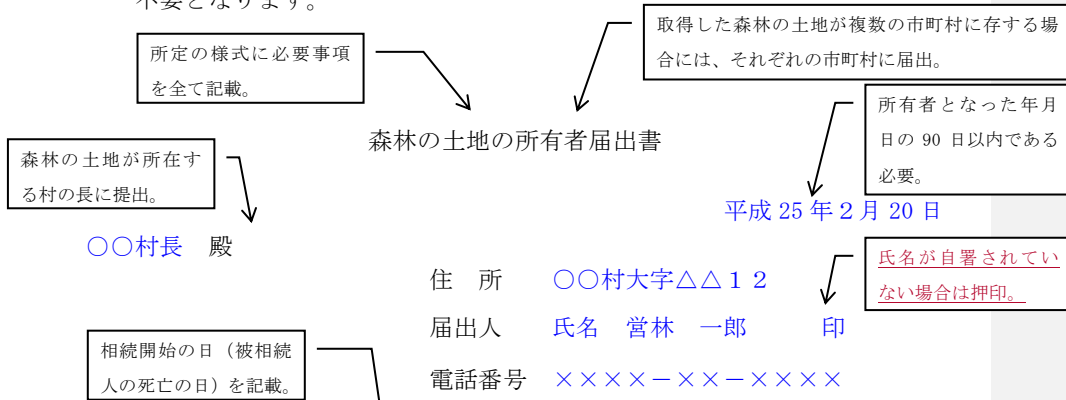 不要となります。
所定の様式に必要事項
を全て記載。
取得した森林の土地が複数の市町村に存する場
合には、それぞれの市町村に届出。
森林の土地の所有者届出書
所有者となった年月
日の 90 日以内である
必要。
森林の土地が所在す
る村の長に提出。
平成 25 年２月 20 日
○○村長　殿
氏名が自署されてい
ない場合は押印。
住　所　○○村大字△△１２
届出人　氏名　営林　一郎　　　印
相続開始の日（被相続
人の死亡の日）を記載。
電話番号　××××－××－××××